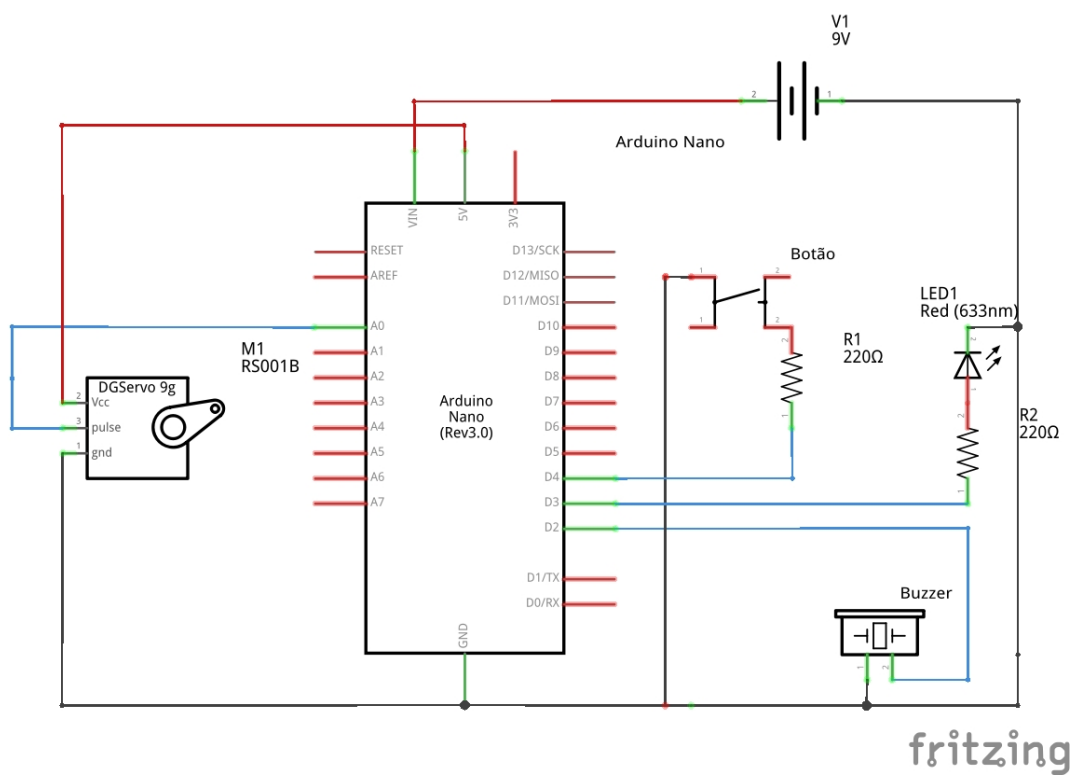 V1
9V
2
1
Arduino Nano
VIN
5V
3V3
RESET
AREF
D13/SCK
D12/MISO
D11/MOSI
Botão
1
2
1
2
LED1
Red (633nm)
A0
A1
A2
A3
A4
A5
A6
A7
D10
D9
D8
D7
D6
D5
D4
D3
D2
D1/TX
D0/RX
GND
Arduino
Nano
(Rev3.0)
M1
RS001B
DGServo 9g
2
Vcc
3
pulse
1
gnd
R1
220Ω
2
1
2
1
R2
220Ω
2
1
Buzzer
1
2
fritzing